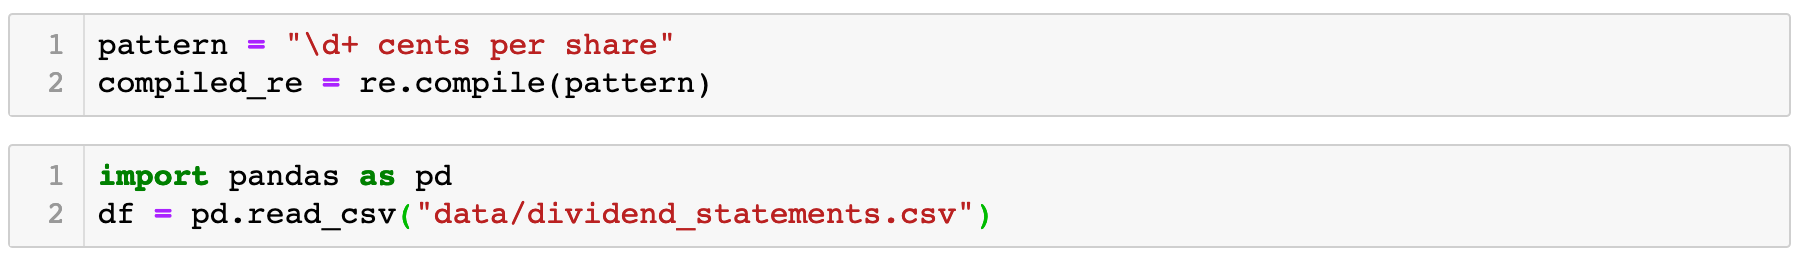 1 pattern = "\d+ cents per share"
2 compiled_re = re.compile(pattern)
1 import pandas as pd
2 df = pd.read_csv("data/dividend_statements.csv")